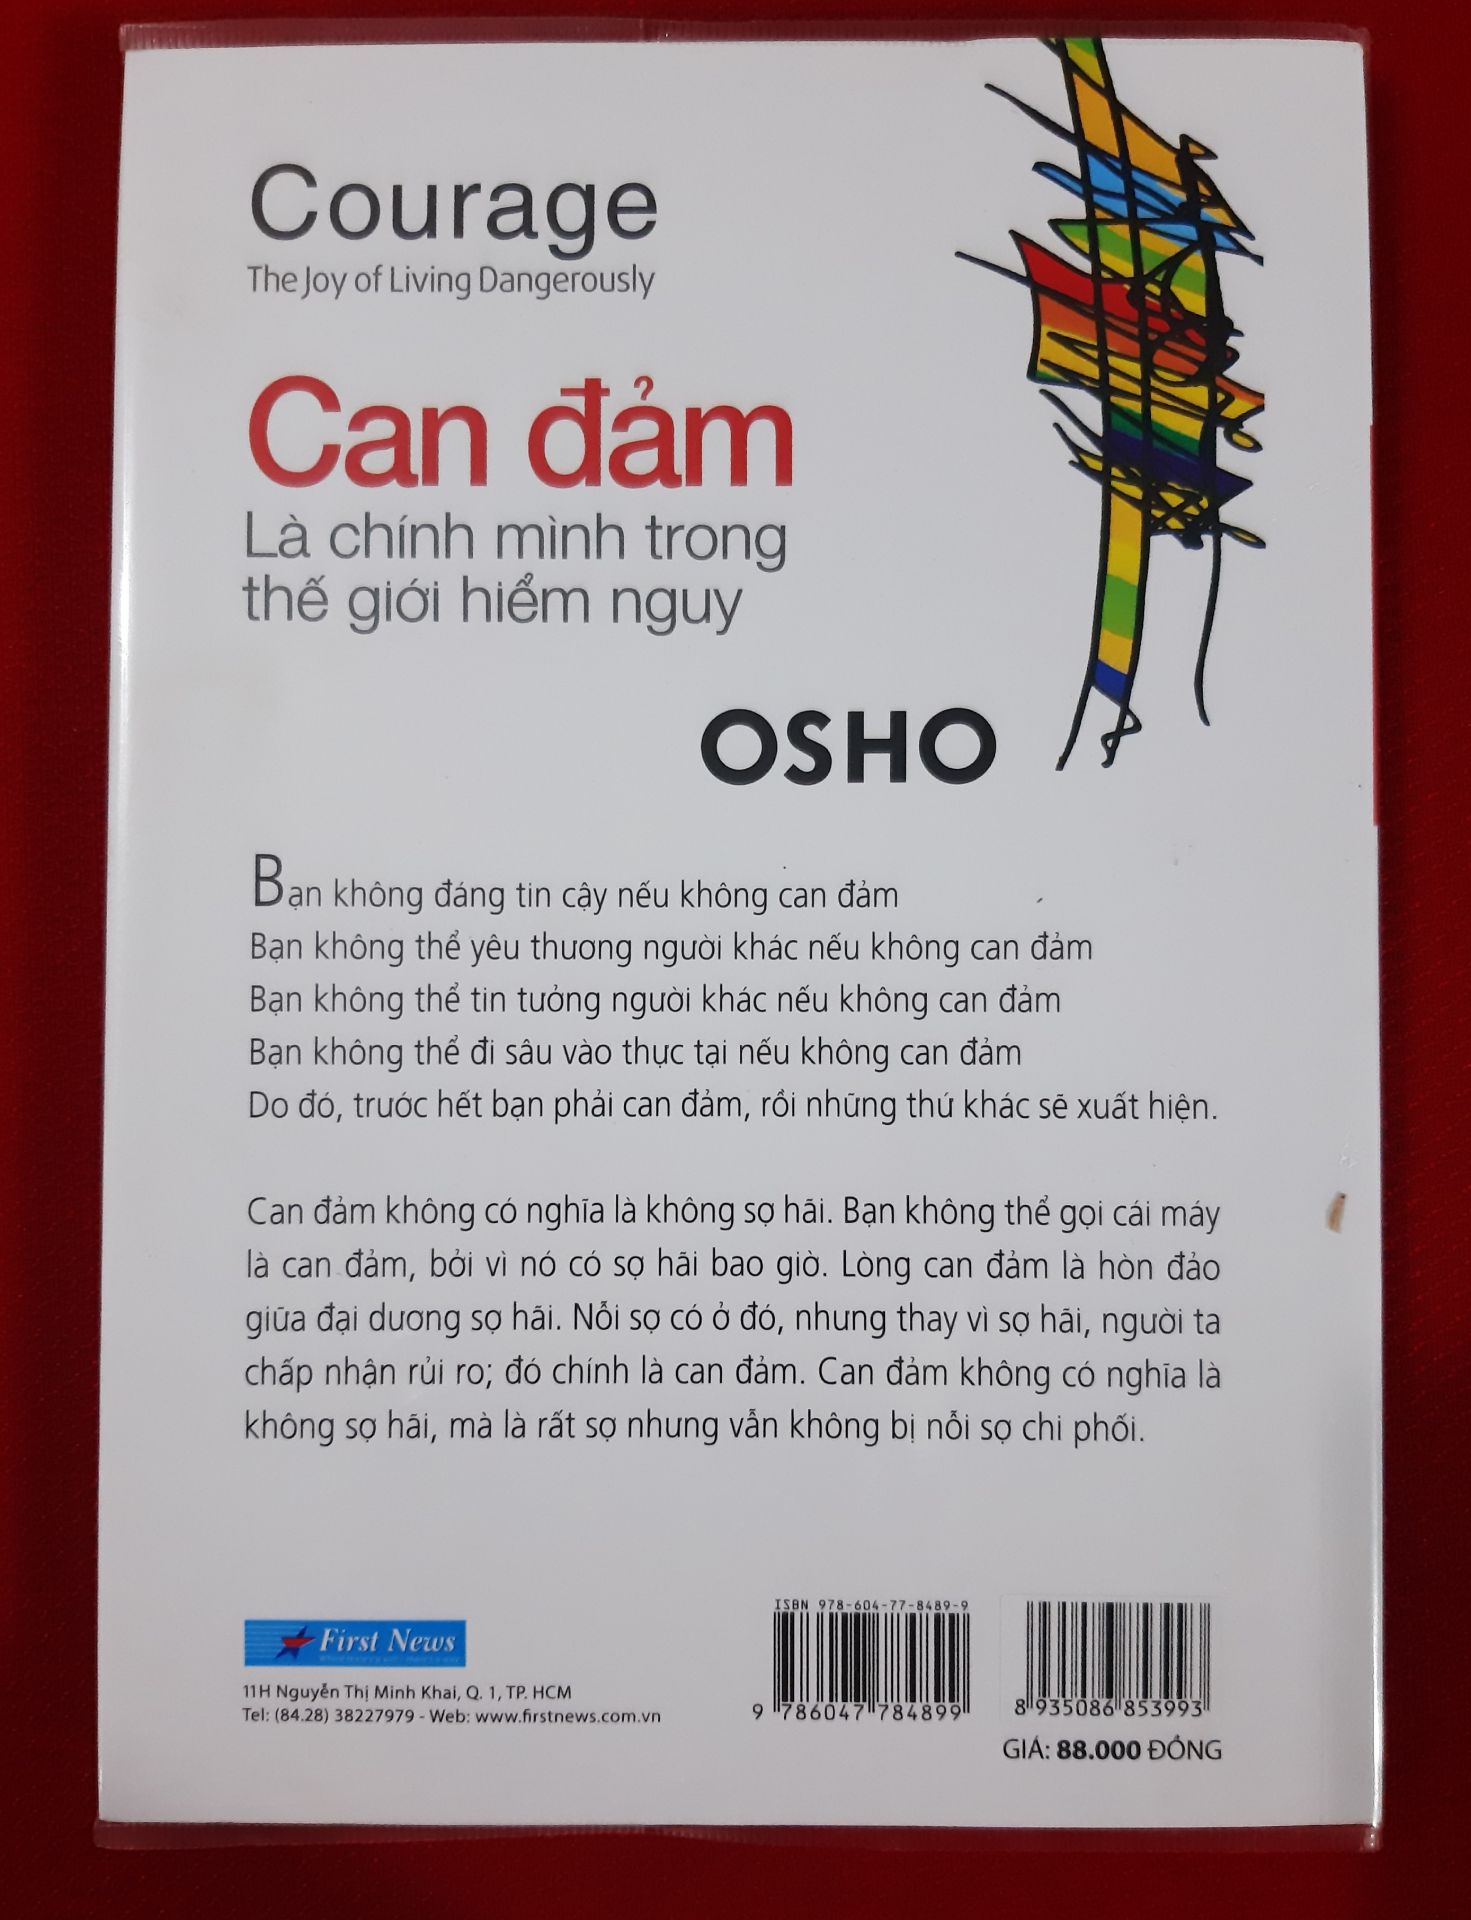 Courage
The Joy of Living Dangerously
Can đảm
Là chính mình trong
thế giới hiểm nguy
OSHO
Bạn không đáng tin cậy nếu không can đảm
Bạn không thể yêu thương người khác nếu không can đảm
Bạn không thể tin tưởng người khác nếu không can đảm
Bạn không thể đi sâu vào thực tại nếu không can đảm
Do đó, trước hết bạn phải can đảm, rồi những thứ khác sẽ xuất hiện.
Can đảm không có nghĩa là không sợ hãi. Bạn không thể gọi cái máy
là can đảm, bởi vì nó có sợ hãi bao giờ. Lòng can đảm là hòn đảo
giữa đại dương sợ hãi. Nỗi sợ có ở đó, nhưng thay vì sợ hãi, người ta
chấp nhận rủi ro; đó chính là can đảm. Can đảm không có nghĩa là
không sợ hãi, mà là rất sợ nhưng vẫn không bị nỗi sợ chi phối.
First News
11H Nguyễn Thị Minh Khai, Q. 1, TP. HCM
Tel: (84.28) 38227979 - Web: www.firstnews.com.vn
ISBN 978-604-77-8489-9
9 786047 784899
8 935086 853993
GIÁ: 88.000 ĐỒNG